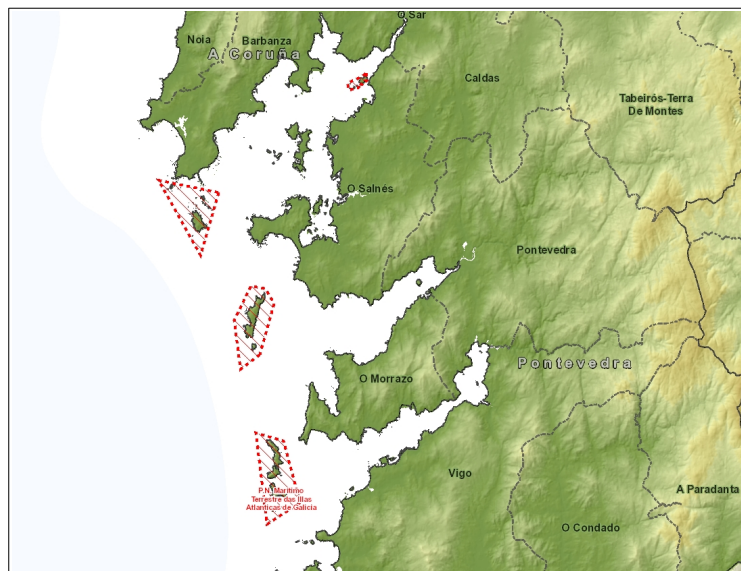 O Sar
Noia
Barbanza
A Coruña
Caldas
Tabeirós-Terra
De Montes
O Salnés
Pontevedra
Pontevedra
O Morrazo
Vigo
P.N. Marítimo
Terrestre das Illas
Atlánticas de Galicia
A Paradanta
O Condado